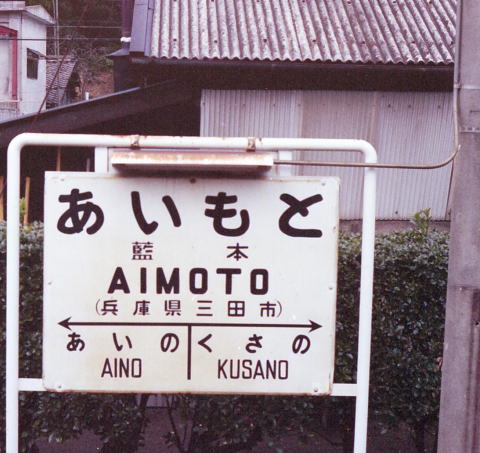 あいもと
藍本
AIMOTO
(兵庫県三田市)
あいの くさの
AINO KUSANO